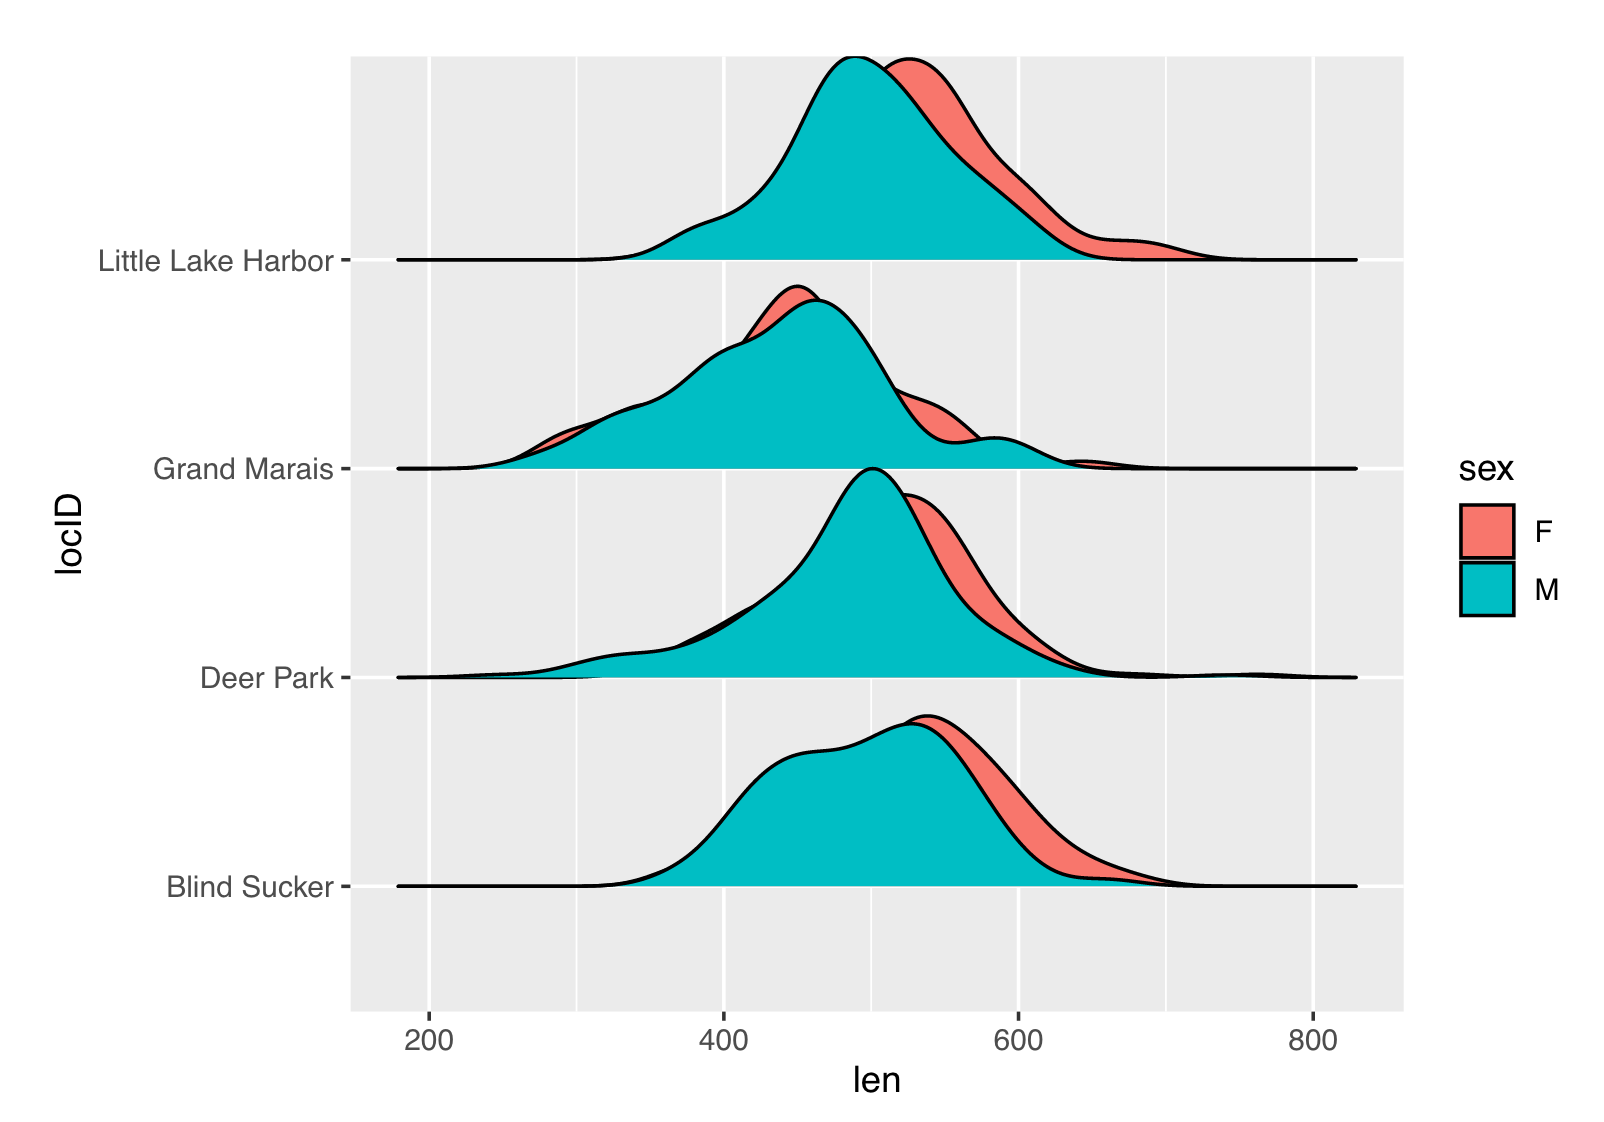 Little Lake Harbor
Grand Marais
Deer Park
Blind Sucker
locID
200 400 600 800
len
sex
F
M